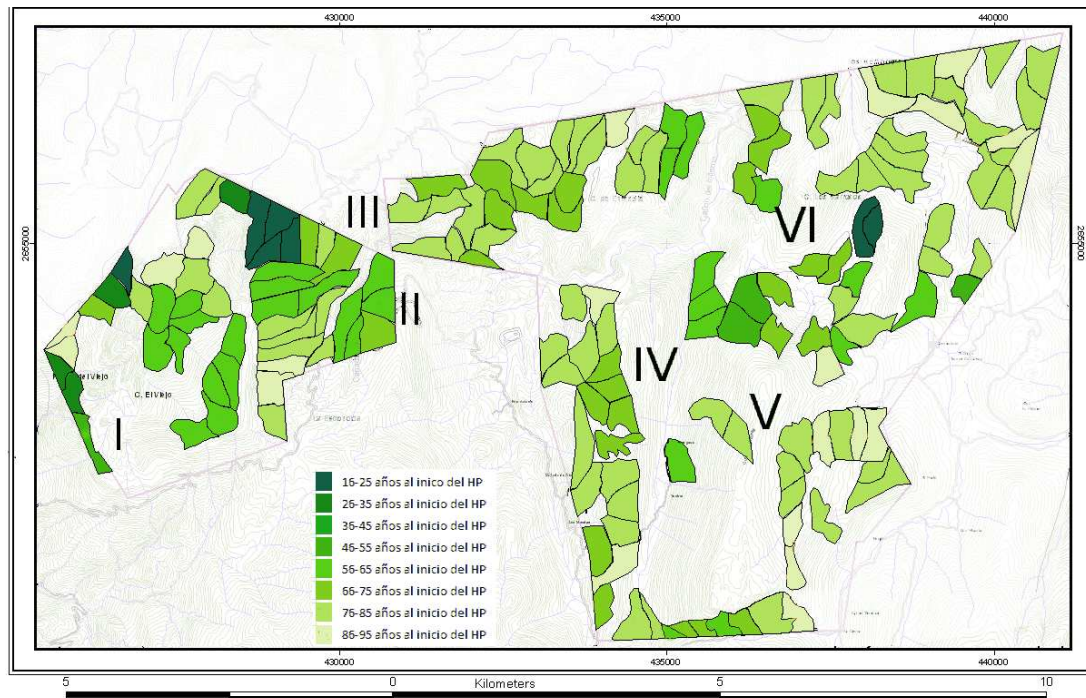 430000
435000
440000
2655000
2655000
III
VI
II
IV
C. El Viejo
I
V
16-25 años al inico del HP
26-35 años al inicio del HP
36-45 años al inicio del HP
46-55 años al inicio del HP
56-65 años al inicio del HP
66-75 años al inicio del HP
76-85 años al inicio del HP
86-95 años al inicio del HP
430000
435000
440000
5
0
Kilometers
5
10